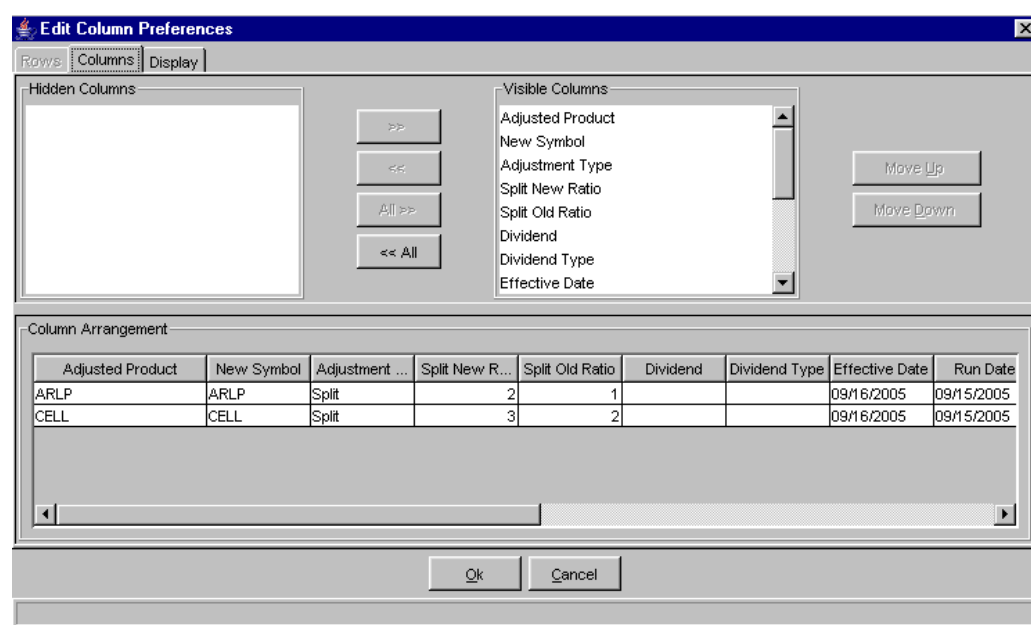 Edit Column Preferences
Rows Columns Display
Hidden Columns
Visible Columns
>>
<<
All >>
<< All
Adjusted Product
New Symbol
Adjustment Type
Split New Ratio
Split Old Ratio
Dividend
Dividend Type
Effective Date
Move Up
Move Down
Column Arrangement
Adjusted Product New Symbol Adjustment ... Split New R... Split Old Ratio Dividend Dividend Type Effective Date Run Date
ARLP ARLP Split 2 1 09/16/2005 09/15/2005
CELL CELL Split 3 2 09/16/2005 09/15/2005
Ok Cancel